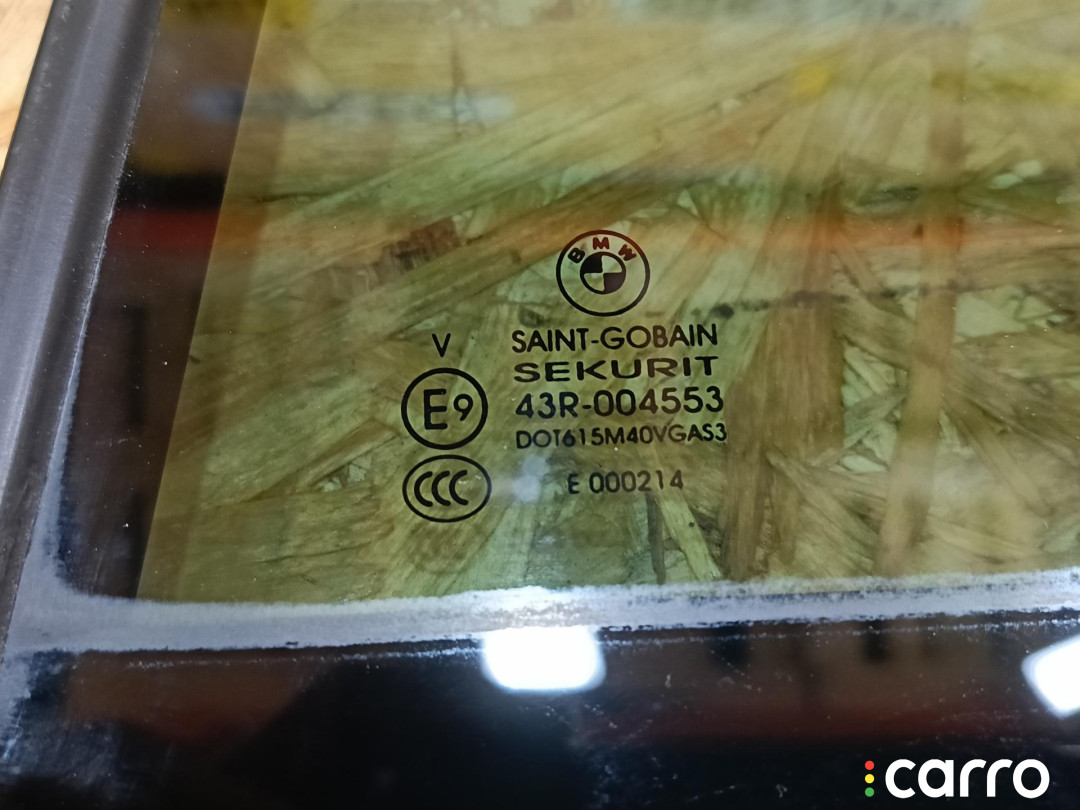 BMW
SAINT-GOBAIN
SEKURIT
V
E9
43R-004553
DOT615M40VGAS3
CCC
E 000214
carro